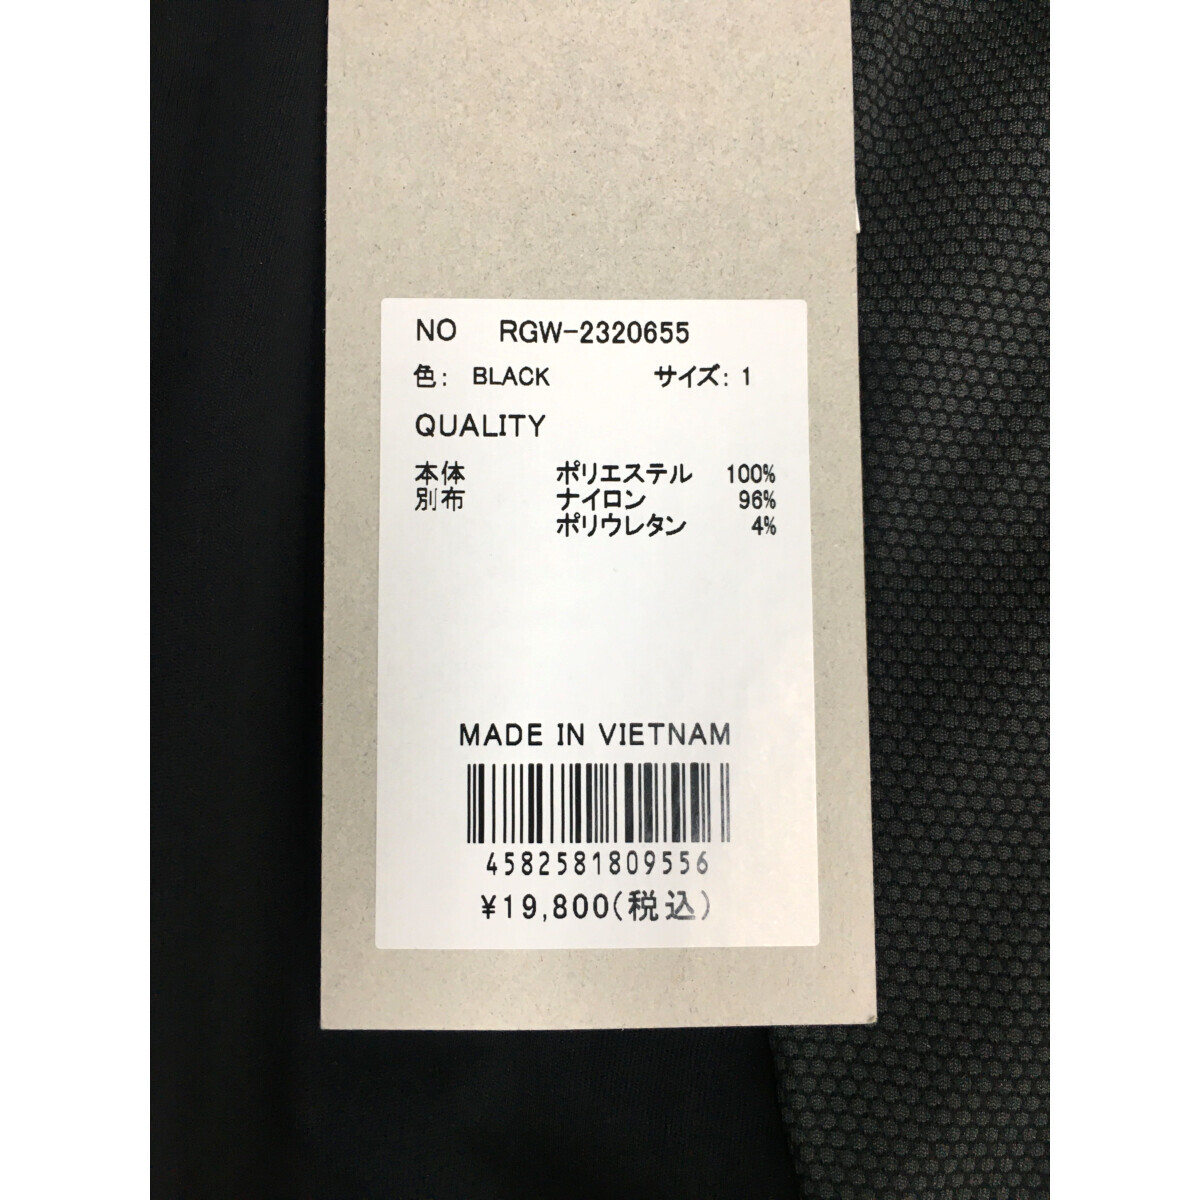 NO RGW-2320655
色: BLACK サイズ: 1
QUALITY
本体 ポリエステル 100%
別布 ナイロン 96%
ポリウレタン 4%
MADE IN VIETNAM
4582581809556
¥19,800(税込)